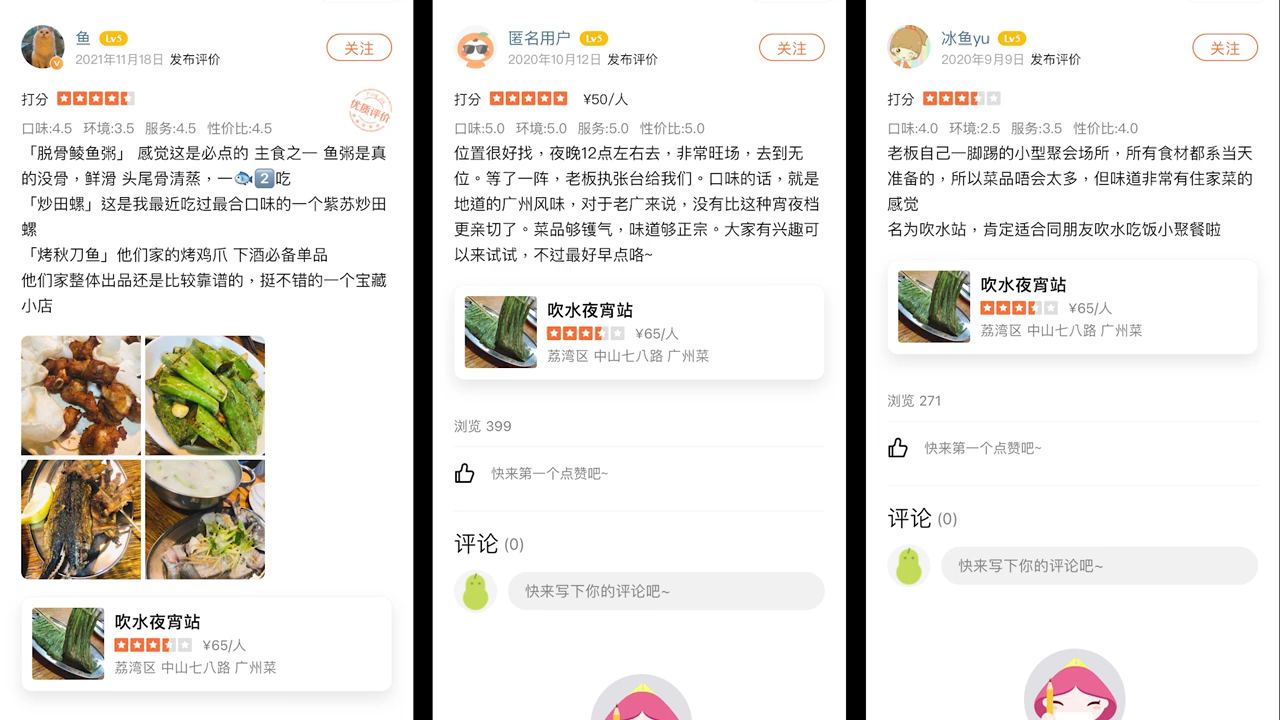 鱼 Lv5
2021年11月18日 发布评价
关注
打分
优质评价
口味:4.5 环境:3.5 服务:4.5 性价比:4.5
「脱骨鲮鱼粥」 感觉这是必点的 主食之一 鱼粥是真
的没骨，鲜滑 头尾骨清蒸，一🐟2️⃣吃
「炒田螺」这是我最近吃过最合口味的一个紫苏炒田
螺
「烤秋刀鱼」他们家的烤鸡爪 下酒必备单品
他们家整体出品还是比较靠谱的，挺不错的一个宝藏
小店
吹水夜宵站
¥65/人
荔湾区 中山七八路 广州菜
匿名用户 Lv5
2020年10月12日 发布评价
关注
打分 ¥50/人
口味:5.0 环境:5.0 服务:5.0 性价比:5.0
位置很好找，夜晚12点左右去，非常旺场，去到无
位。等了一阵，老板执张台给我们。口味的话，就是
地道的广州风味，对于老广来说，没有比这种宵夜档
更亲切了。菜品够镬气，味道够正宗。大家有兴趣可
以来试试，不过最好早点咯~
吹水夜宵站
¥65/人
荔湾区 中山七八路 广州菜
浏览 399
快来第一个点赞吧~
评论 (0)
快来写下你的评论吧~
冰鱼yu Lv5
2020年9月9日 发布评价
关注
打分
口味:4.0 环境:2.5 服务:3.5 性价比:4.0
老板自己一脚踢的小型聚会场所，所有食材都系当天
准备的，所以菜品唔会太多，但味道非常有住家菜的
感觉
名为吹水站，肯定适合同朋友吹水吃饭小聚餐啦
吹水夜宵站
¥65/人
荔湾区 中山七八路 广州菜
浏览 271
快来第一个点赞吧~
评论 (0)
快来写下你的评论吧~